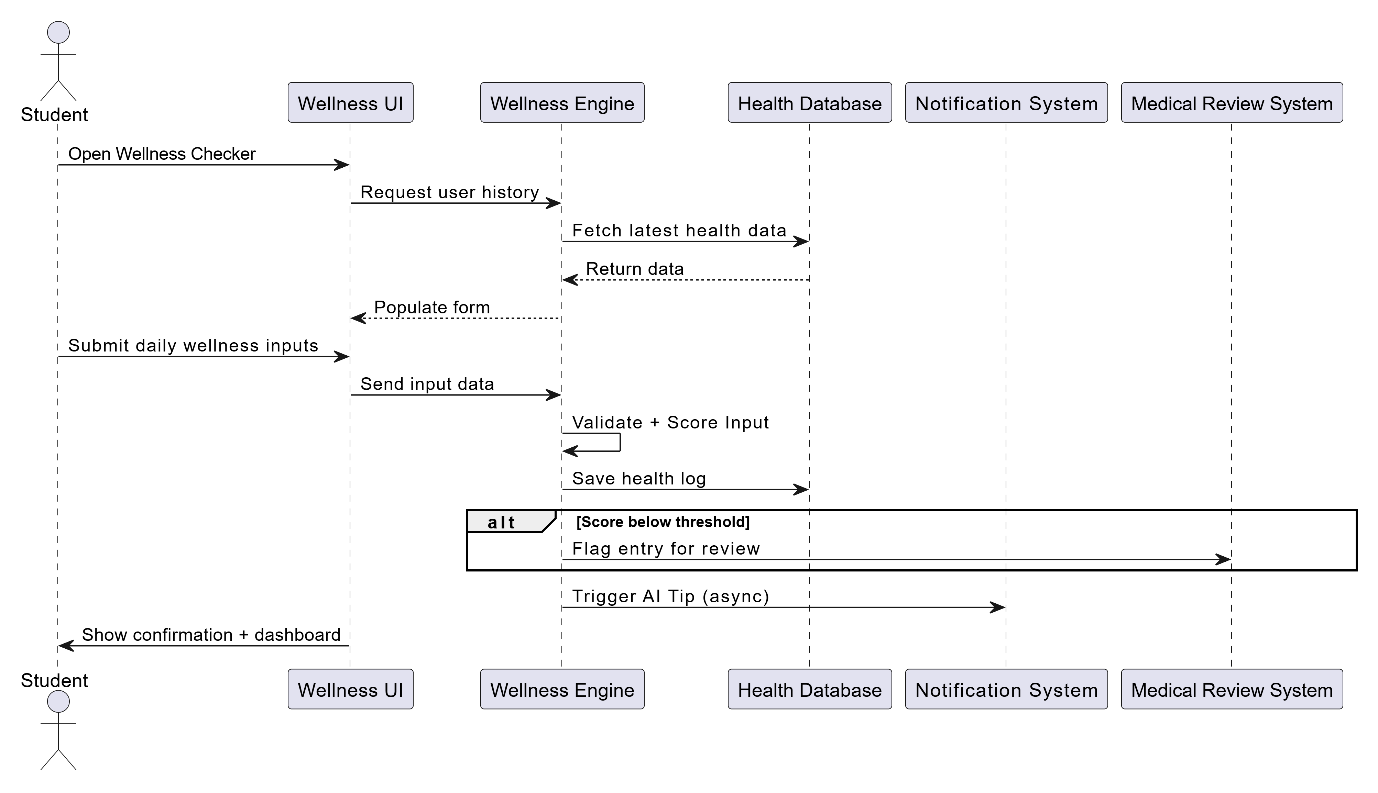 Student
Wellness UI
Wellness Engine
Health Database
Notification System
Medical Review System
Open Wellness Checker
Request user history
Fetch latest health data
Return data
Populate form
Submit daily wellness inputs
Send input data
Validate + Score Input
Save health log
alt
[Score below threshold]
Flag entry for review
Trigger AI Tip (async)
Show confirmation + dashboard
Student
Wellness UI
Wellness Engine
Health Database
Notification System
Medical Review System